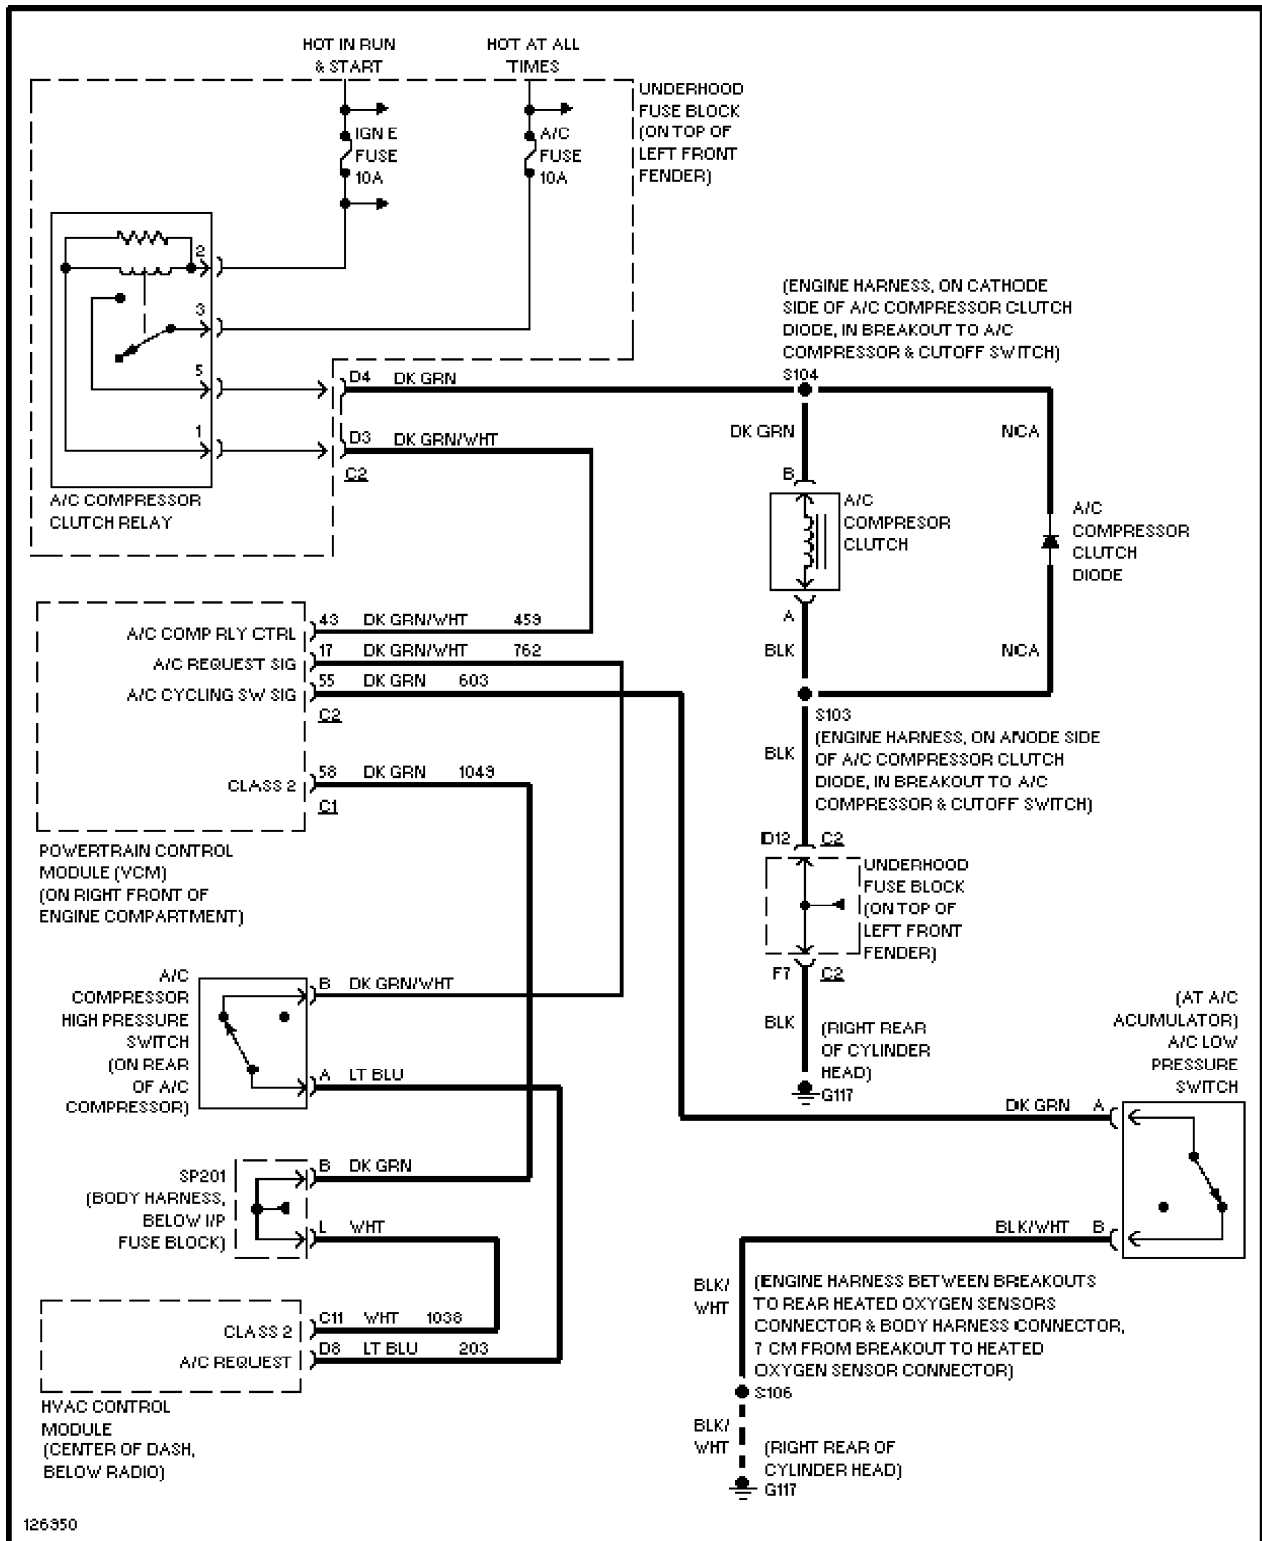 HOT IN RUN
& START
HOT AT ALL
TIMES
UNDERHOOD
FUSE BLOCK
(ON TOP OF
LEFT FRONT
FENDER)
IGN E
FUSE
10A
A/C
FUSE
10A
2
3
5
1
A/C COMPRESSOR
CLUTCH RELAY
D4 DK GRN
D3 DK GRN/WHT
C2
(ENGINE HARNESS, ON CATHODE
SIDE OF A/C COMPRESSOR CLUTCH
DIODE, IN BREAKOUT TO A/C
COMPRESSOR & CUTOFF SWITCH)
S104
DK GRN
NCA
B
A/C
COMPRESOR
CLUTCH
A/C
COMPRESSOR
CLUTCH
DIODE
A
BLK
NCA
S103
(ENGINE HARNESS, ON ANODE SIDE
OF A/C COMPRESSOR CLUTCH
DIODE, IN BREAKOUT TO A/C
COMPRESSOR & CUTOFF SWITCH)
BLK
D12 C2
UNDERHOOD
FUSE BLOCK
(ON TOP OF
LEFT FRONT
FENDER)
F7 C2
BLK
(RIGHT REAR
OF CYLINDER
HEAD)
G117
A/C COMP RLY CTRL
43 DK GRN/WHT 459
A/C REQUEST SIG
17 DK GRN/WHT 762
A/C CYCLING SW SIG
55 DK GRN 603
C2
CLASS 2
58 DK GRN 1049
C1
POWERTRAIN CONTROL
MODULE (VCM)
(ON RIGHT FRONT OF
ENGINE COMPARTMENT)
A/C
COMPRESSOR
HIGH PRESSURE
SWITCH
(ON REAR
OF A/C
COMPRESSOR)
B DK GRN/WHT
A LT BLU
(AT A/C
ACUMULATOR)
A/C LOW
PRESSURE
SWITCH
DK GRN A
BLK/WHT B
SP201
(BODY HARNESS,
BELOW I/P
FUSE BLOCK)
B DK GRN
L WHT
BLK/
WHT
(ENGINE HARNESS BETWEEN BREAKOUTS
TO REAR HEATED OXYGEN SENSORS
CONNECTOR & BODY HARNESS CONNECTOR,
7 CM FROM BREAKOUT TO HEATED
OXYGEN SENSOR CONNECTOR)
S106
BLK/
WHT
(RIGHT REAR OF
CYLINDER HEAD)
G117
CLASS 2
C11 WHT 1038
A/C REQUEST
D8 LT BLU 203
HVAC CONTROL
MODULE
(CENTER OF DASH,
BELOW RADIO)
126350